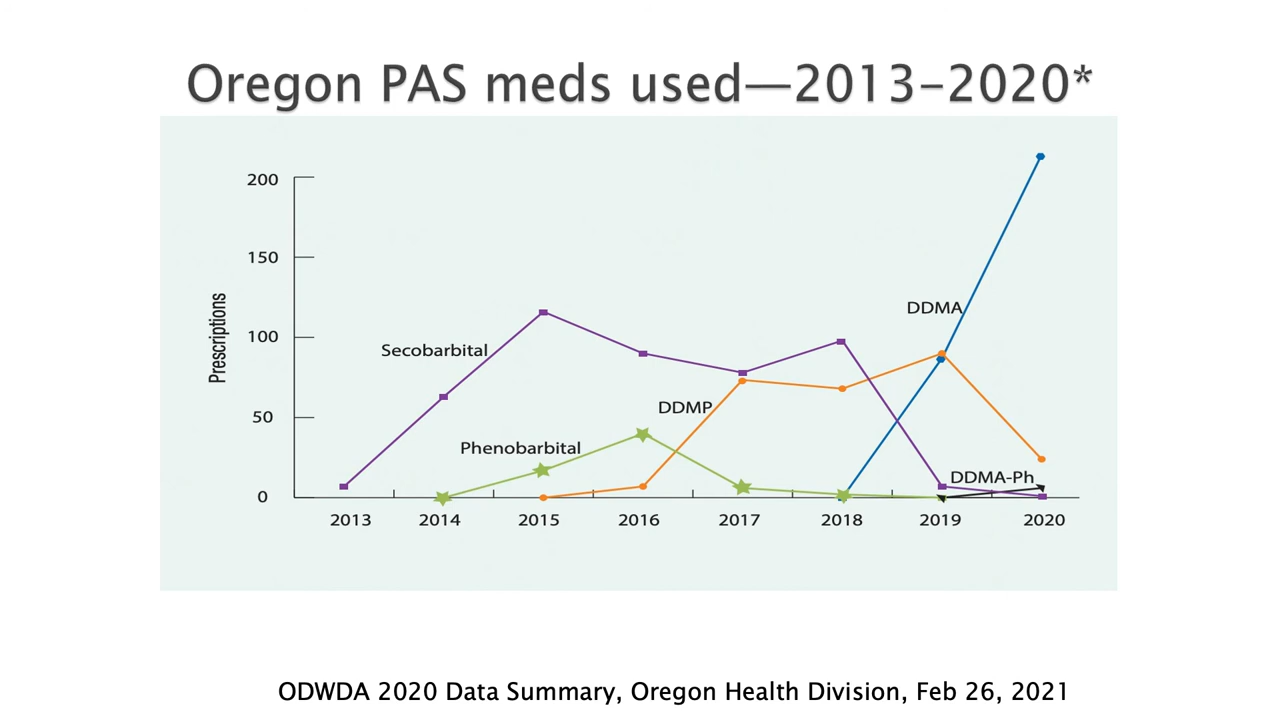 Oregon PAS meds used—2013–2020*
200
150
100
50
0
Prescriptions
Secobarbital
Phenobarbital
DDMP
DDMA
DDMA-Ph
2013 2014 2015 2016 2017 2018 2019 2020
ODWDA 2020 Data Summary, Oregon Health Division, Feb 26, 2021